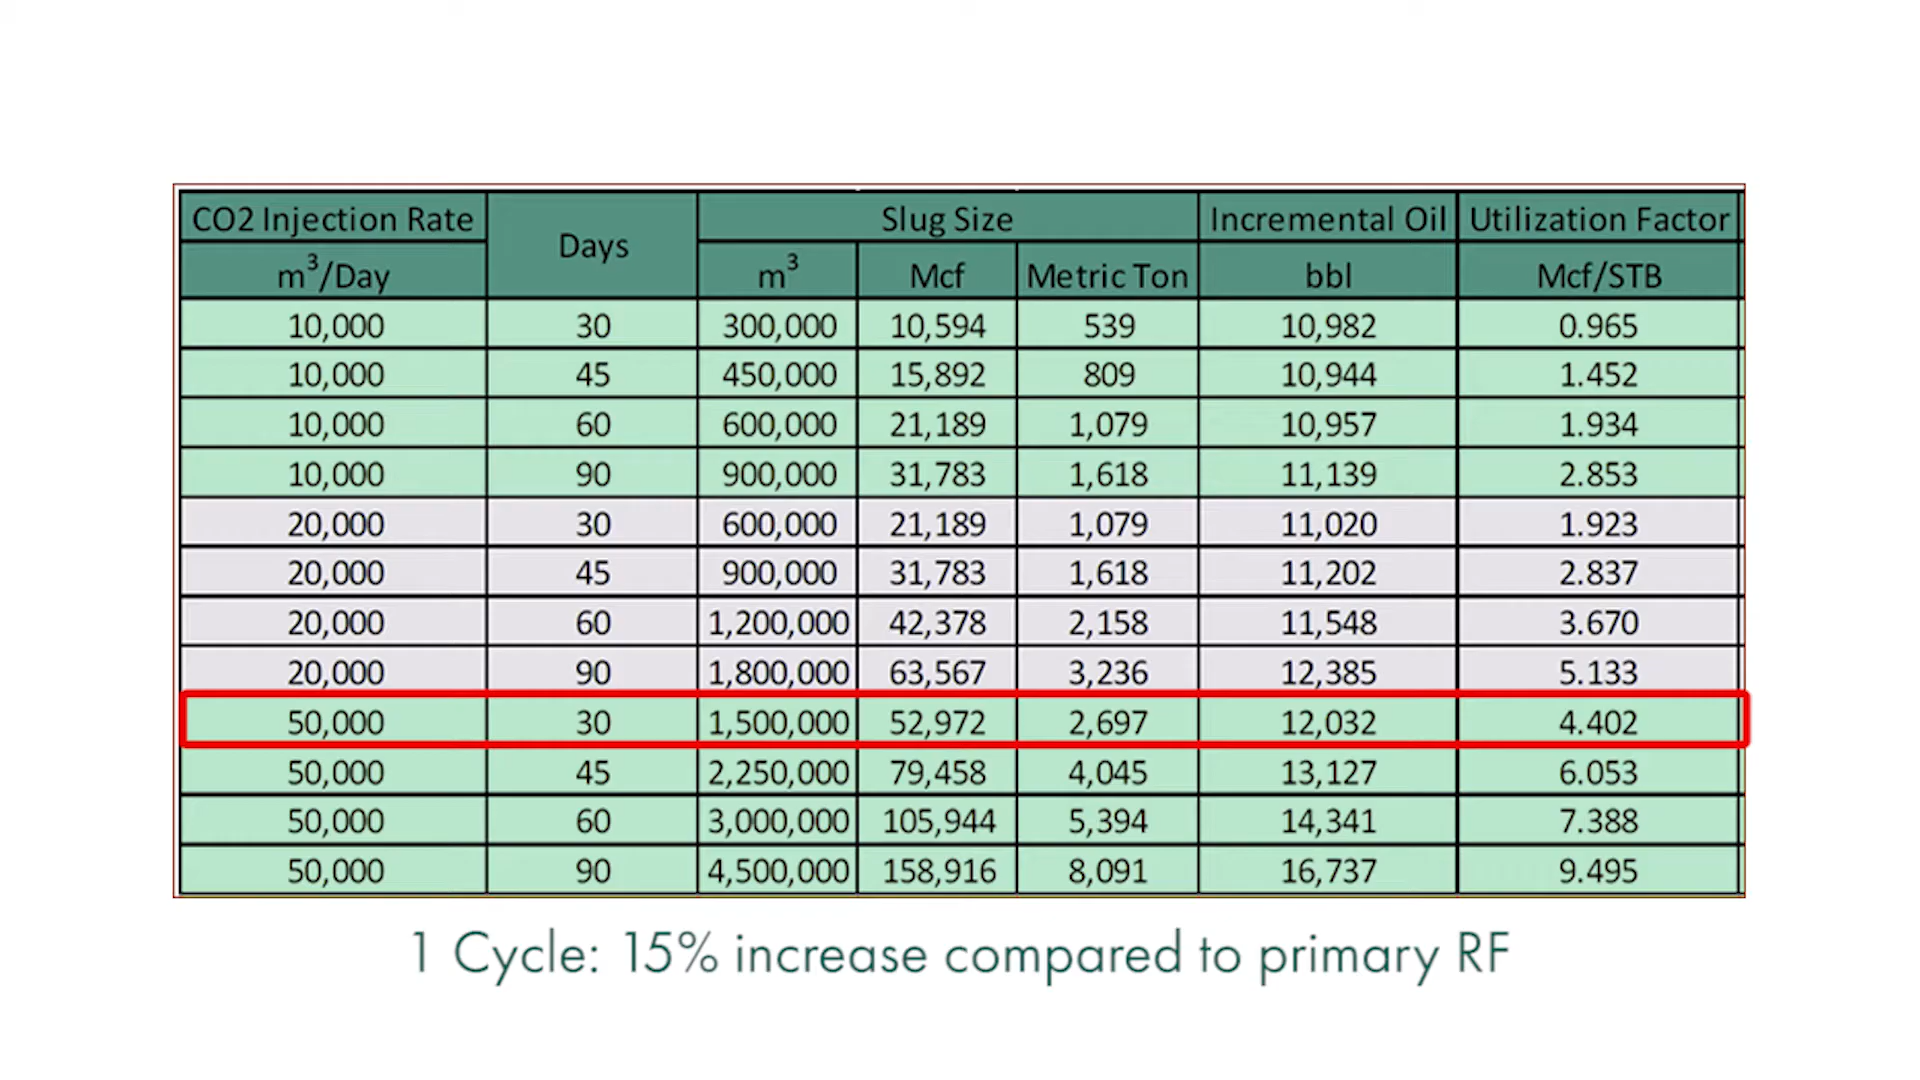 CO2 Injection Rate Days Slug Size Incremental Oil Utilization Factor
m³/Day m³ Mcf Metric Ton bbl Mcf/STB
10,000 30 300,000 10,594 539 10,982 0.965
10,000 45 450,000 15,892 809 10,944 1.452
10,000 60 600,000 21,189 1,079 10,957 1.934
10,000 90 900,000 31,783 1,618 11,139 2.853
20,000 30 600,000 21,189 1,079 11,020 1.923
20,000 45 900,000 31,783 1,618 11,202 2.837
20,000 60 1,200,000 42,378 2,158 11,548 3.670
20,000 90 1,800,000 63,567 3,236 12,385 5.133
50,000 30 1,500,000 52,972 2,697 12,032 4.402
50,000 45 2,250,000 79,458 4,045 13,127 6.053
50,000 60 3,000,000 105,944 5,394 14,341 7.388
50,000 90 4,500,000 158,916 8,091 16,737 9.495
1 Cycle: 15% increase compared to primary RF